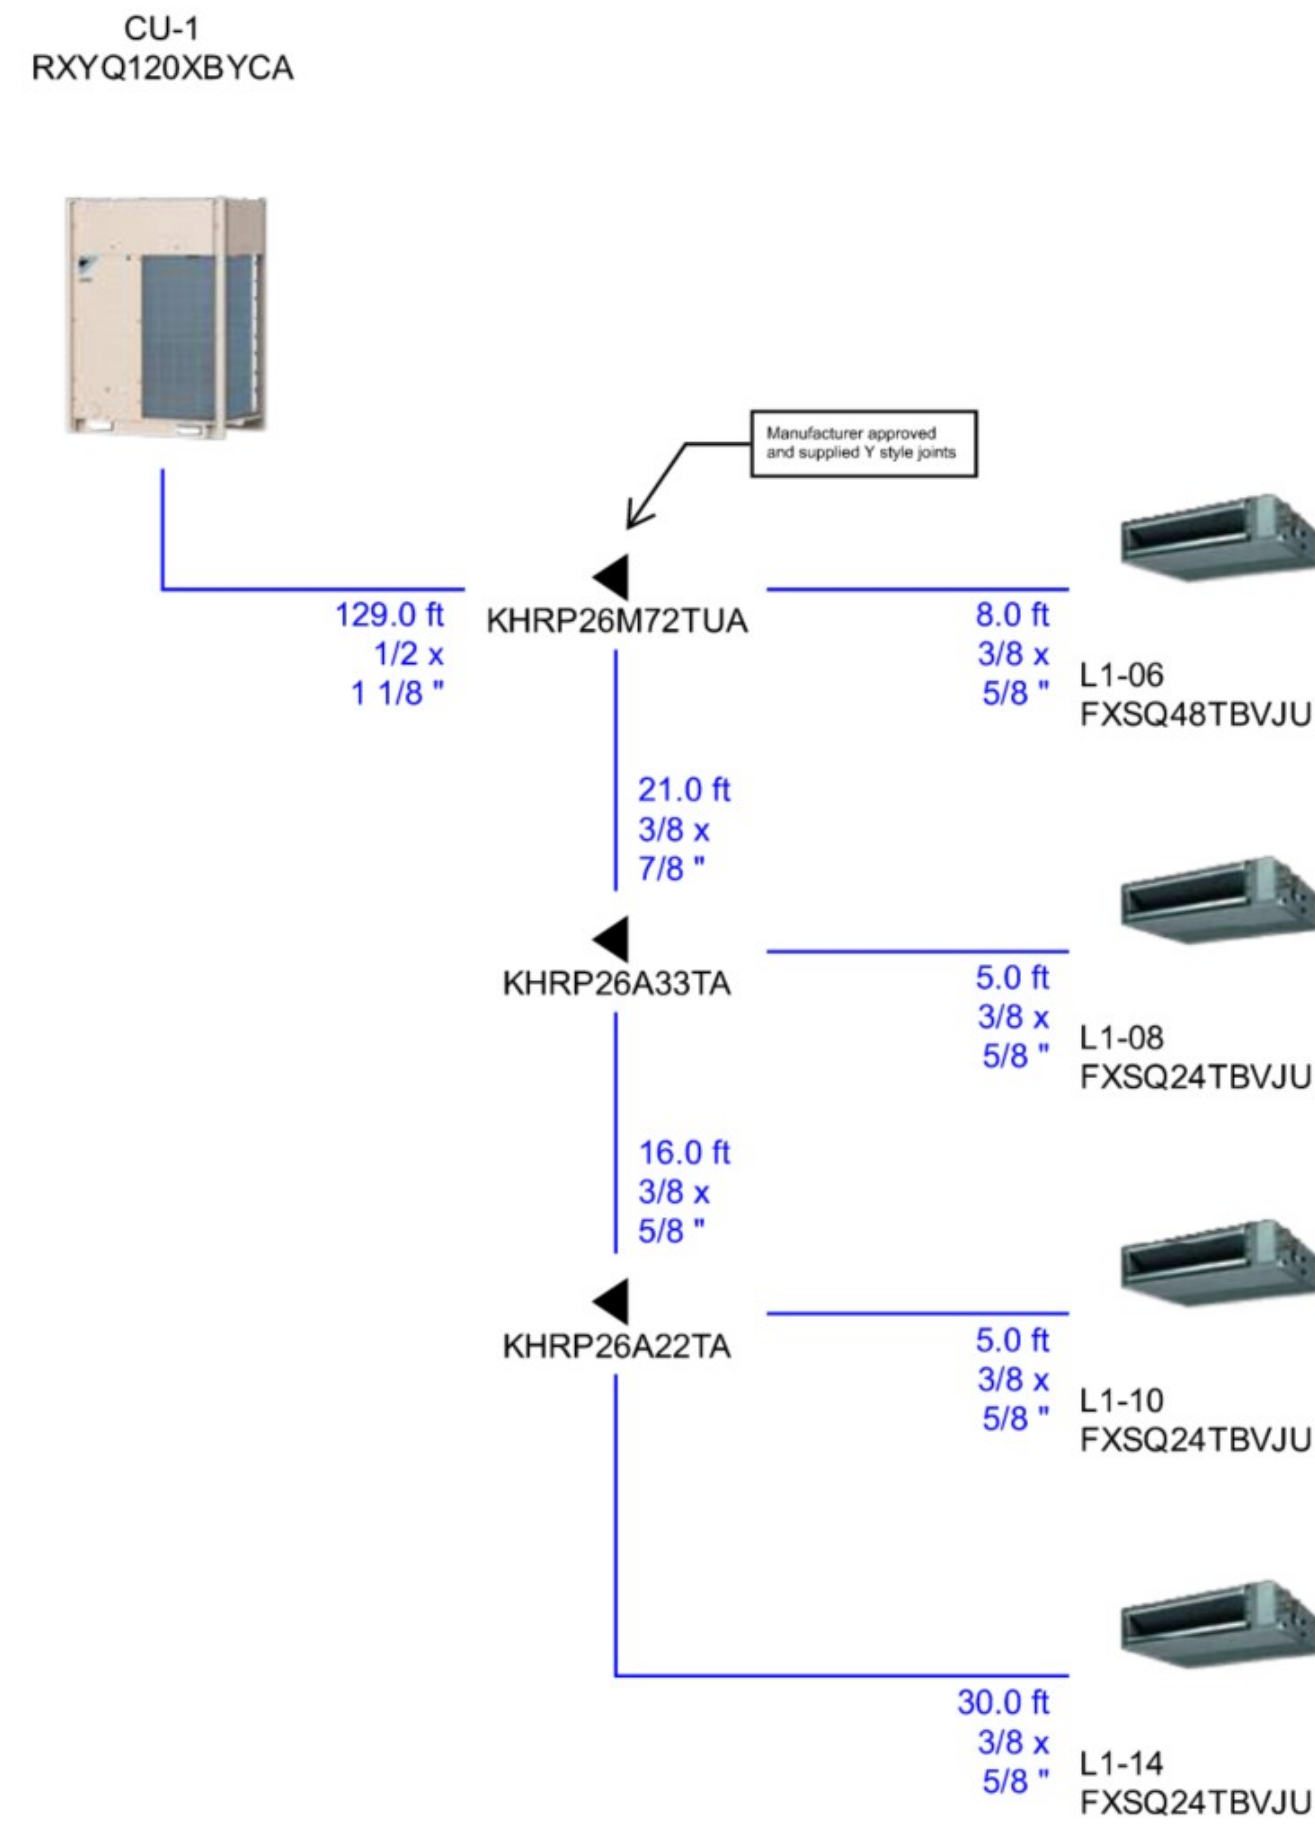 CU-1
RXYQ120XBYCA
Manufacturer approved
and supplied Y style joints
129.0 ft
1/2 x
1 1/8 "
KHRP26M72TUA
8.0 ft
3/8 x
5/8 "
L1-06
FXSQ48TBVJU
21.0 ft
3/8 x
7/8 "
KHRP26A33TA
5.0 ft
3/8 x
5/8 "
L1-08
FXSQ24TBVJU
16.0 ft
3/8 x
5/8 "
KHRP26A22TA
5.0 ft
3/8 x
5/8 "
L1-10
FXSQ24TBVJU
30.0 ft
3/8 x
5/8 "
L1-14
FXSQ24TBVJU